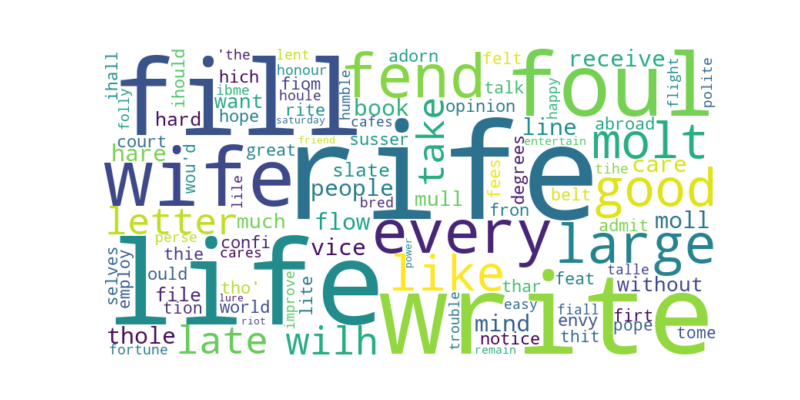 ihall folly 'the lent adorn felt flight polite
ihould hich honour fiom ibme houle humble fill fend foul receive
want book talk opinion happy
hard hope rite saturday cafes take line abroad molt
court friend susser entertain
hare wou'd great slate degrees tihe care
wife lile rife people mull fees belt good
bred fron
letter much flow admit moll
perse confi vice every large
selves thie cares power talle
employ ould life like feat without
tho' lure world improve lite thar easy fiall
file tion riot trouble mind envy firt pope
thole write notice thit tome
fortune late wilh remain